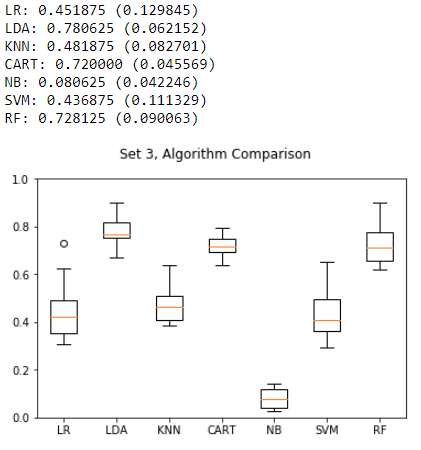 LR: 0.451875 (0.129845)
LDA: 0.780625 (0.062152)
KNN: 0.481875 (0.082701)
CART: 0.720000 (0.045569)
NB: 0.080625 (0.042246)
SVM: 0.436875 (0.111329)
RF: 0.728125 (0.090063)
Set 3, Algorithm Comparison
1.0
0.8
0.6
0.4
0.2
0.0
LR LDA KNN CART NB SVM RF